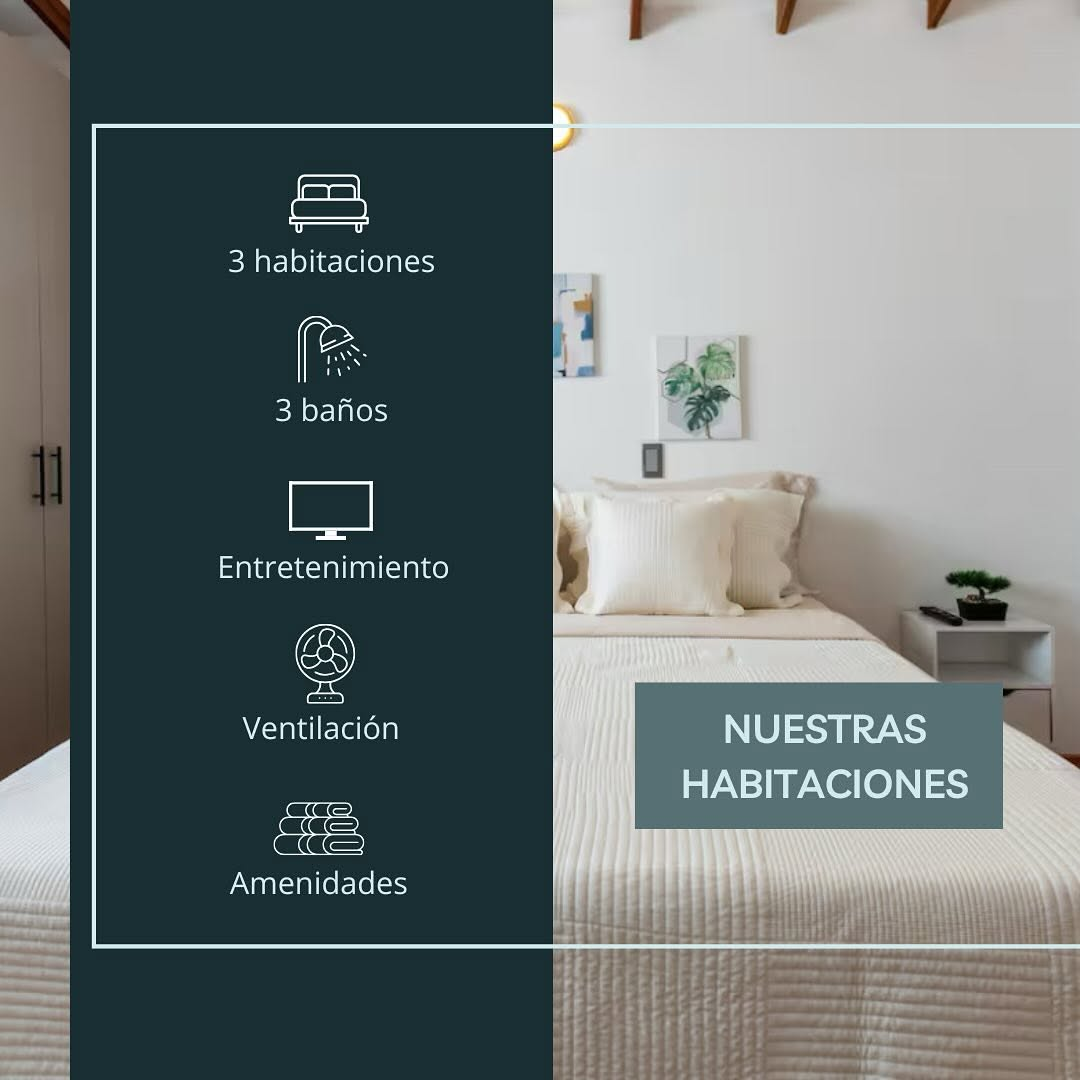 3 habitaciones
3 baños
Entretenimiento
Ventilación
Amenidades
NUESTRAS
HABITACIONES